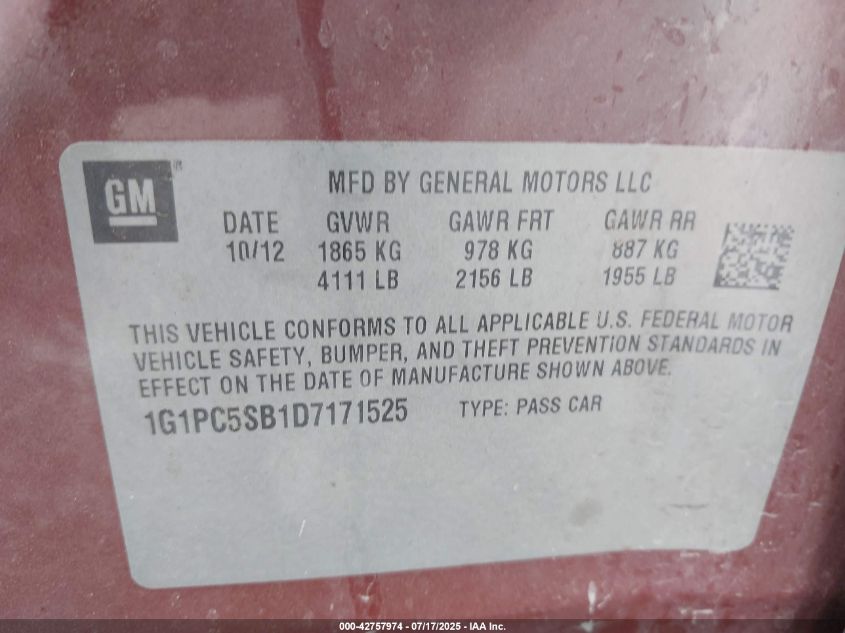 GM
MFD BY GENERAL MOTORS LLC
DATE GVWR GAWR FRT GAWR RR
10/12 1865 KG 978 KG 887 KG
4111 LB 2156 LB 1955 LB
THIS VEHICLE CONFORMS TO ALL APPLICABLE U.S. FEDERAL MOTOR
VEHICLE SAFETY, BUMPER, AND THEFT PREVENTION STANDARDS IN
EFFECT ON THE DATE OF MANUFACTURE SHOWN ABOVE.
1G1PC5SB1D7171525 TYPE: PASS CAR
000-42757974 / 07/17/2025 - IAA Inc.